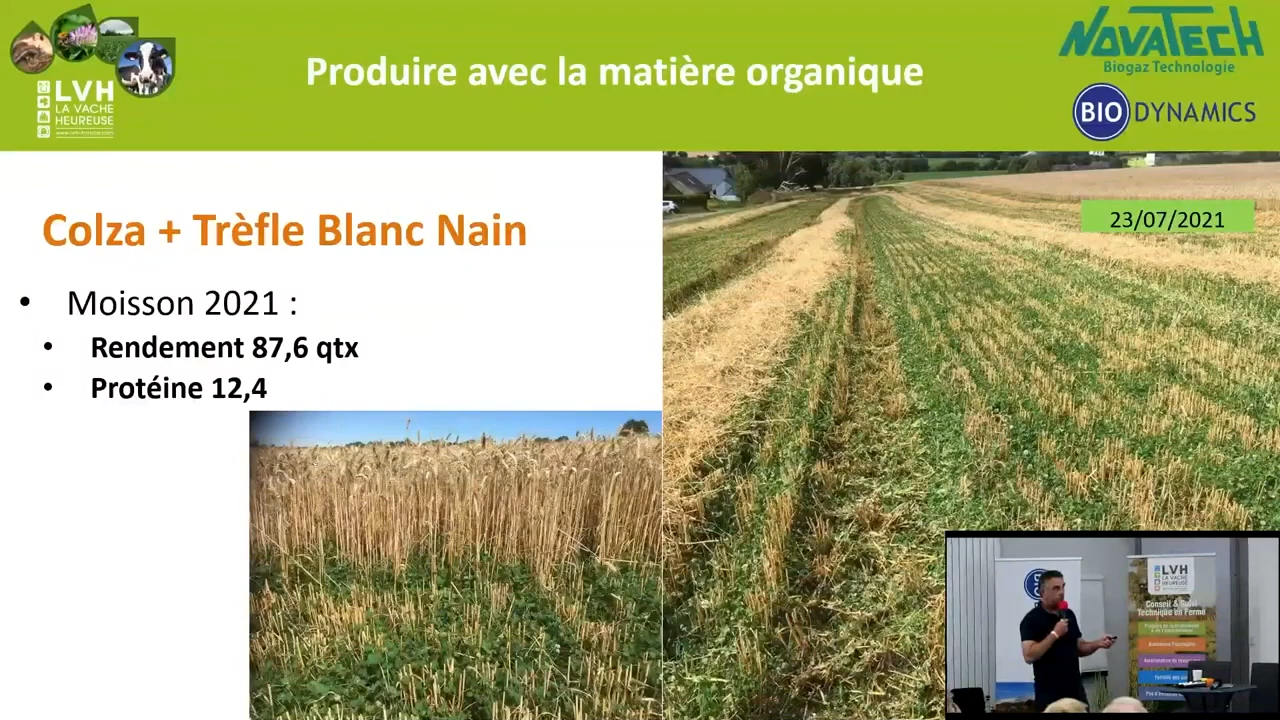 LVH
LA VACHE
HEUREUSE
Produire avec la matière organique
NOVATECH
Biogaz Technologie
BIO DYNAMICS
23/07/2021
Colza + Trèfle Blanc Nain
• Moisson 2021 :
• Rendement 87,6 qtx
• Protéine 12,4
LVH
LA VACHE
HEUREUSE
Conseil & Suivi
Technique en Ferme